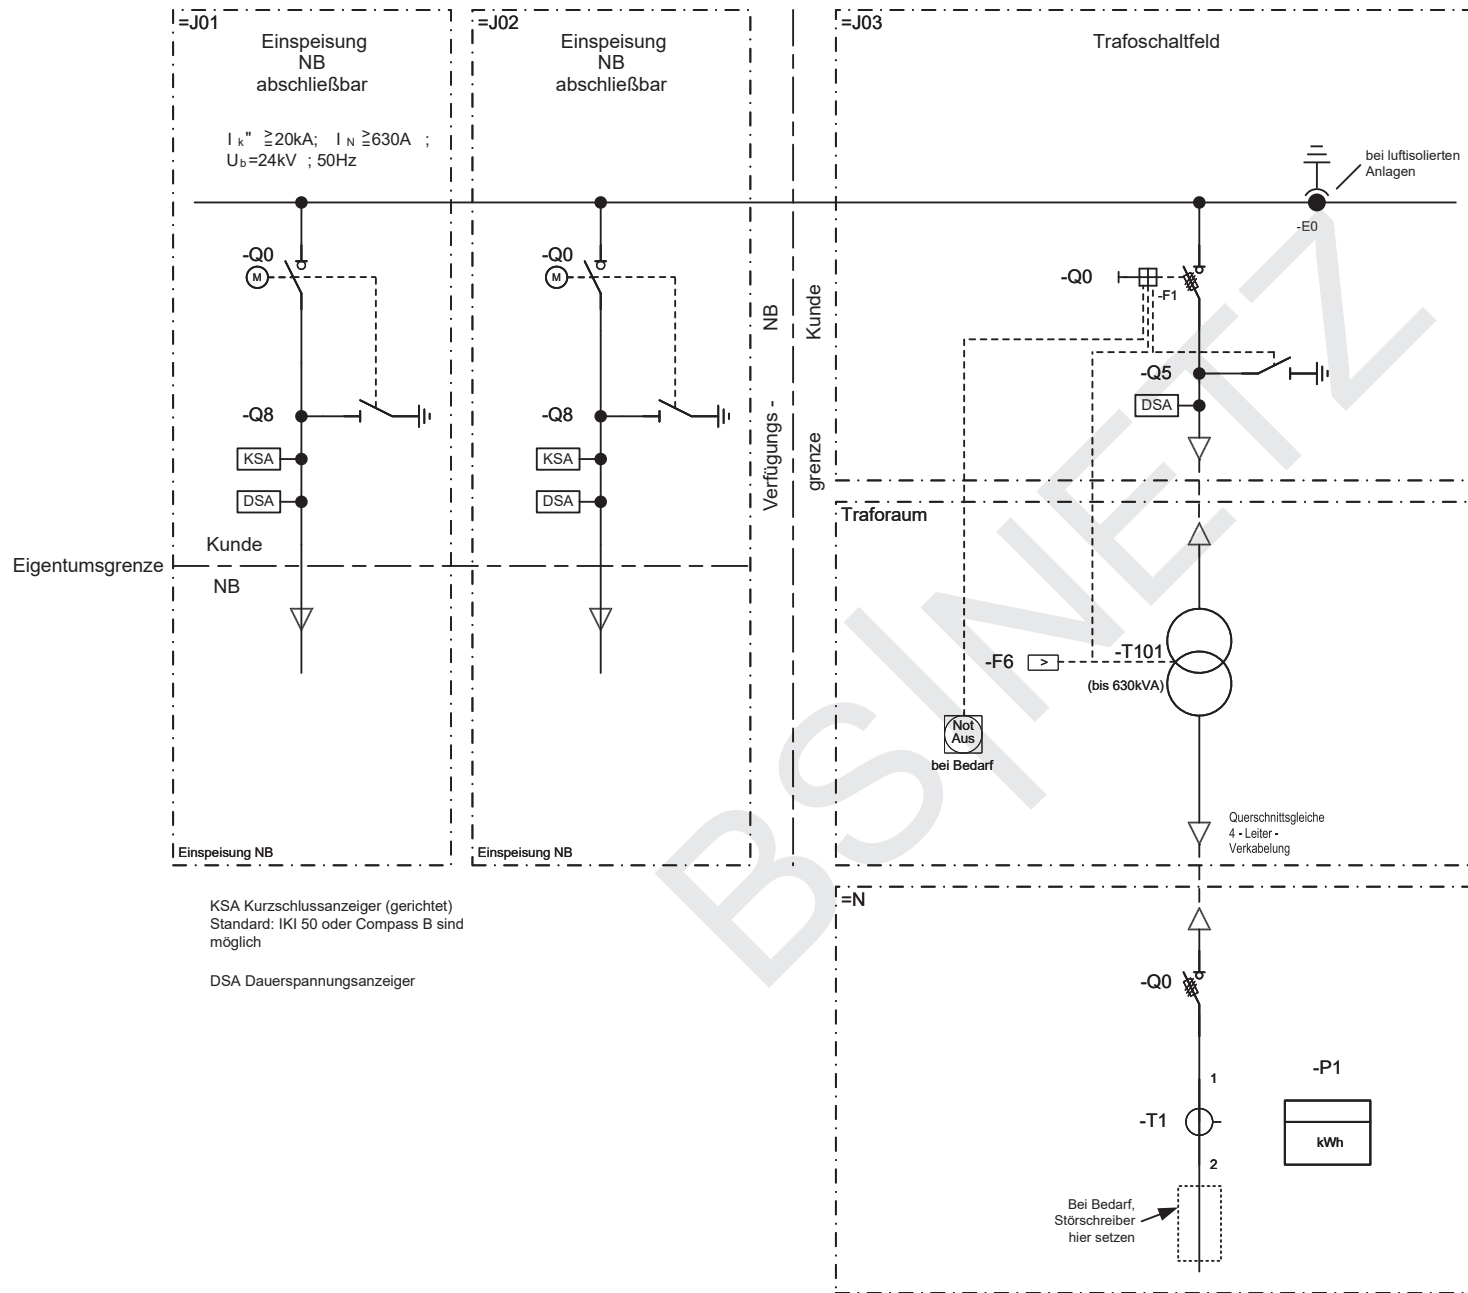 =J01
Einspeisung
NB
abschließbar
I k" ≧20kA; I N ≧630A ;
Ub=24kV ; 50Hz
-Q0
M
-Q8
KSA
DSA
Kunde
Eigentumsgrenze
NB
Einspeisung NB
=J02
Einspeisung
NB
abschließbar
-Q0
M
-Q8
KSA
DSA
Einspeisung NB
Verfügungs - NB
grenze Kunde
=J03
Trafoschaltfeld
bei luftisolierten
Anlagen
-E0
-Q0
-F1
-Q5
DSA
Traforaum
-F6
>
-T101
(bis 630kVA)
Not
Aus
bei Bedarf
Querschnittsgleiche
4 - Leiter -
Verkabelung
=N
-Q0
1
-T1
2
-P1
kWh
Bei Bedarf,
Störschreiber
hier setzen
KSA Kurzschlussanzeiger (gerichtet)
Standard: IKI 50 oder Compass B sind
möglich
DSA Dauerspannungsanzeiger
BS|NETZ